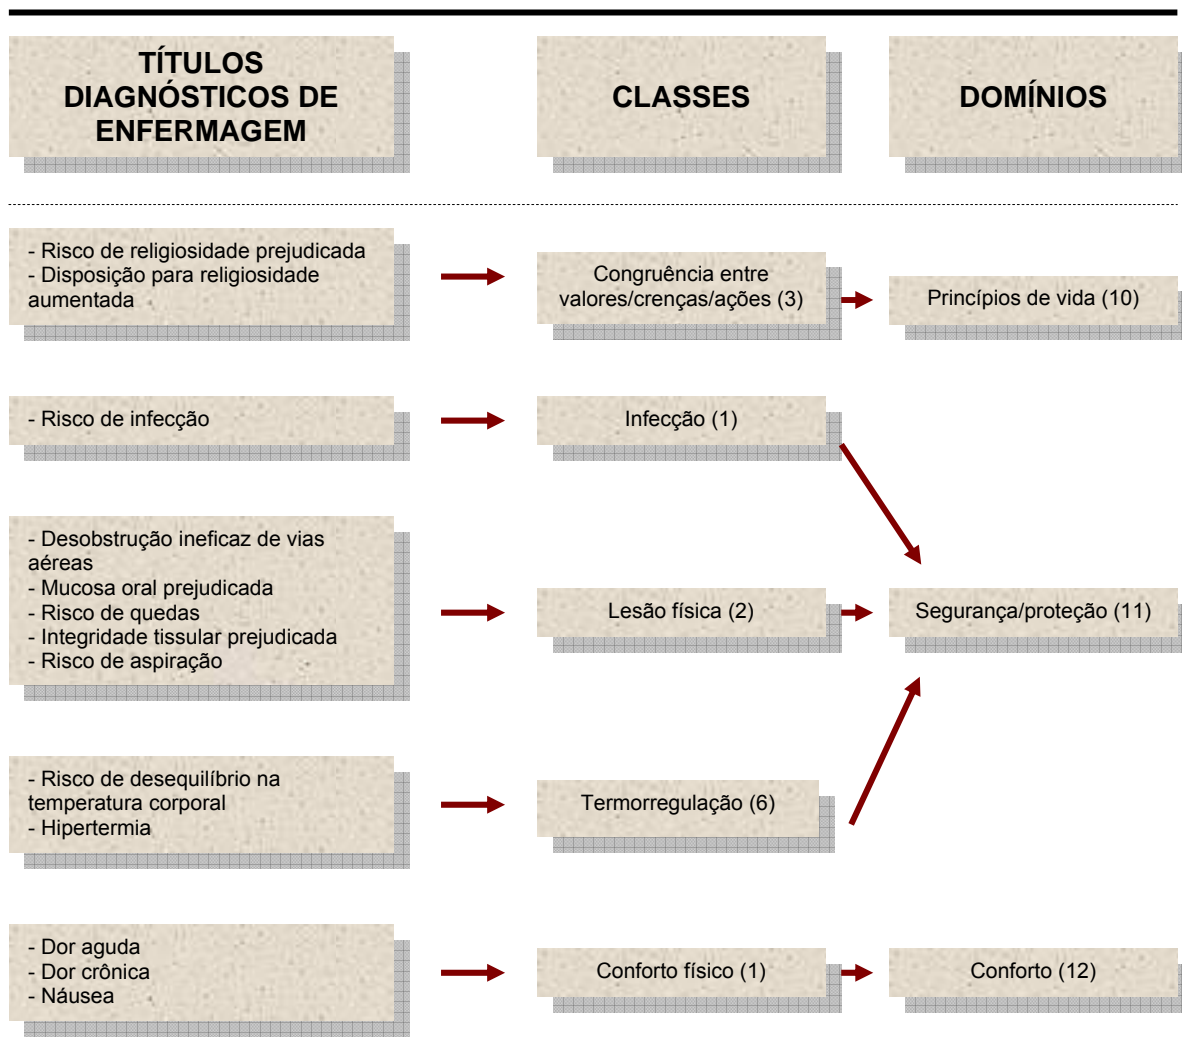 TÍTULOS
DIAGNÓSTICOS DE
ENFERMAGEM
CLASSES
DOMÍNIOS
- Risco de religiosidade prejudicada
- Disposição para religiosidade
aumentada
Congruência entre
valores/crenças/ações (3)
Princípios de vida (10)
- Risco de infecção
Infecção (1)
- Desobstrução ineficaz de vias
aéreas
- Mucosa oral prejudicada
- Risco de quedas
- Integridade tissular prejudicada
- Risco de aspiração
Lesão física (2)
Segurança/proteção (11)
- Risco de desequilíbrio na
temperatura corporal
- Hipertermia
Termorregulação (6)
- Dor aguda
- Dor crônica
- Náusea
Conforto físico (1)
Conforto (12)